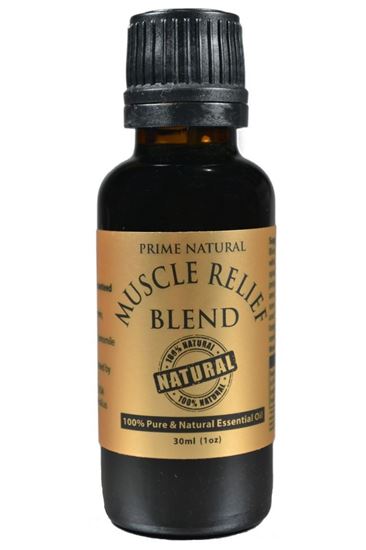 PRIME NATURAL
MUSCLE RELIEF
BLEND
100% NATURAL
NATURAL
100% NATURAL
100% Pure & Natural Essential Oil
30ml (1oz)